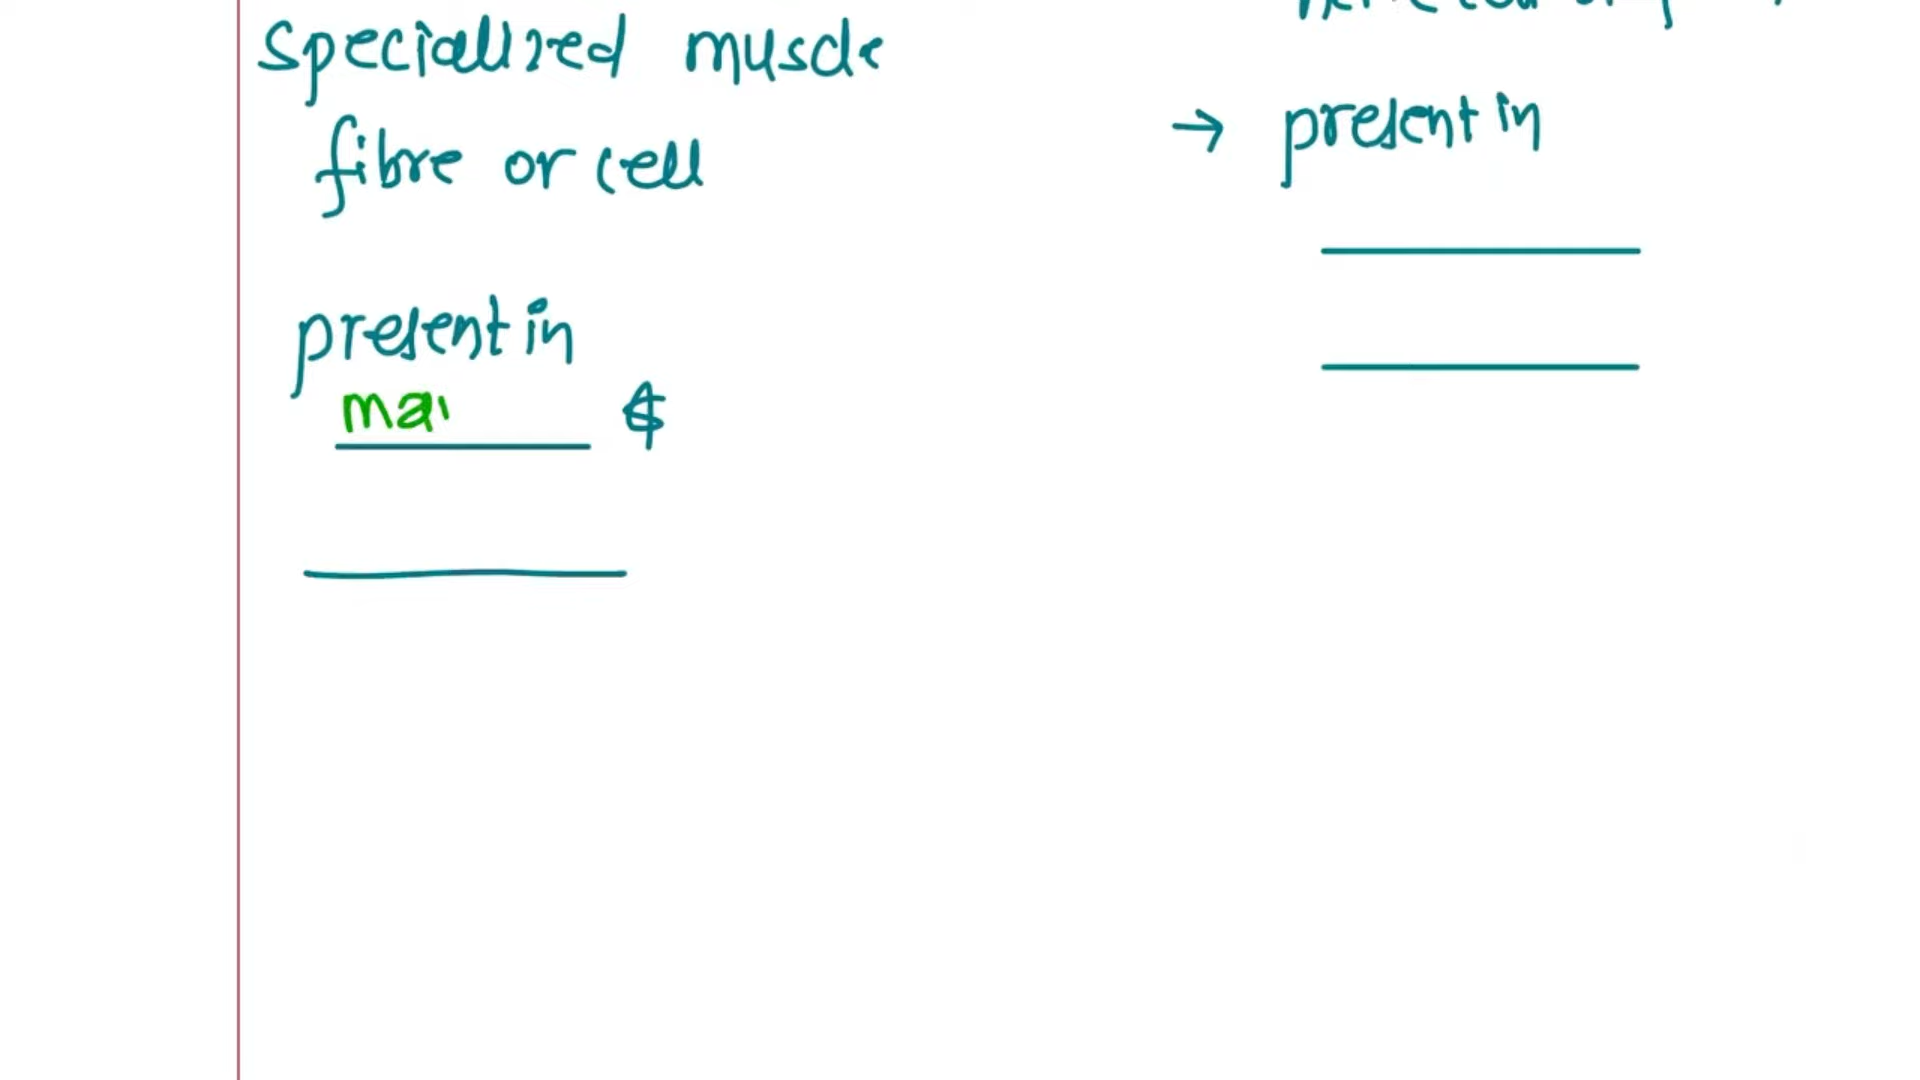 specialized muscle
fibre or cell
present in
ma
&
→ present in